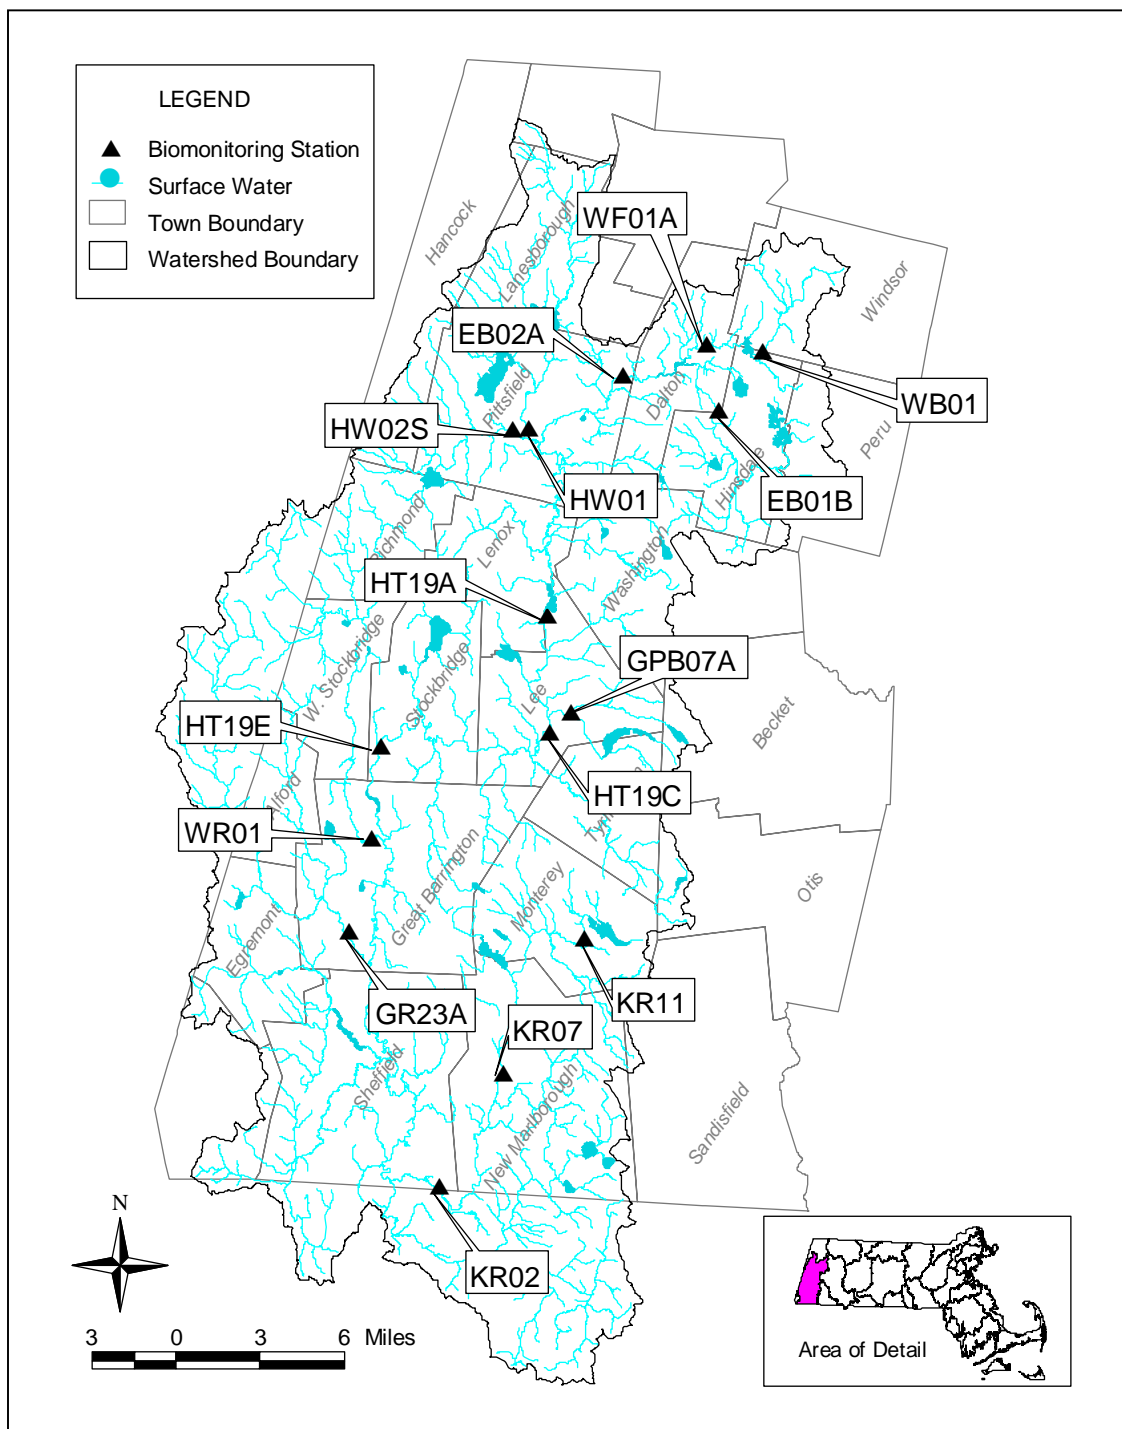 LEGEND
Biomonitoring Station
Surface Water
Town Boundary
Watershed Boundary
Hancock
Lanesborough
WF01A
Windsor
EB02A
Pittsfield
Dalton
WB01
Peru
HW02S
HW01
Hinsdale
EB01B
Richmond
Lenox
Washington
HT19A
W. Stockbridge
Stockbridge
GPB07A
Lee
Becket
HT19E
HT19C
Alford
WR01
Great Barrington
Monterey
Otis
Egremont
GR23A
KR11
KR07
Sheffield
New Marlborough
Sandisfield
KR02
N
3 0 3 6 Miles
Area of Detail